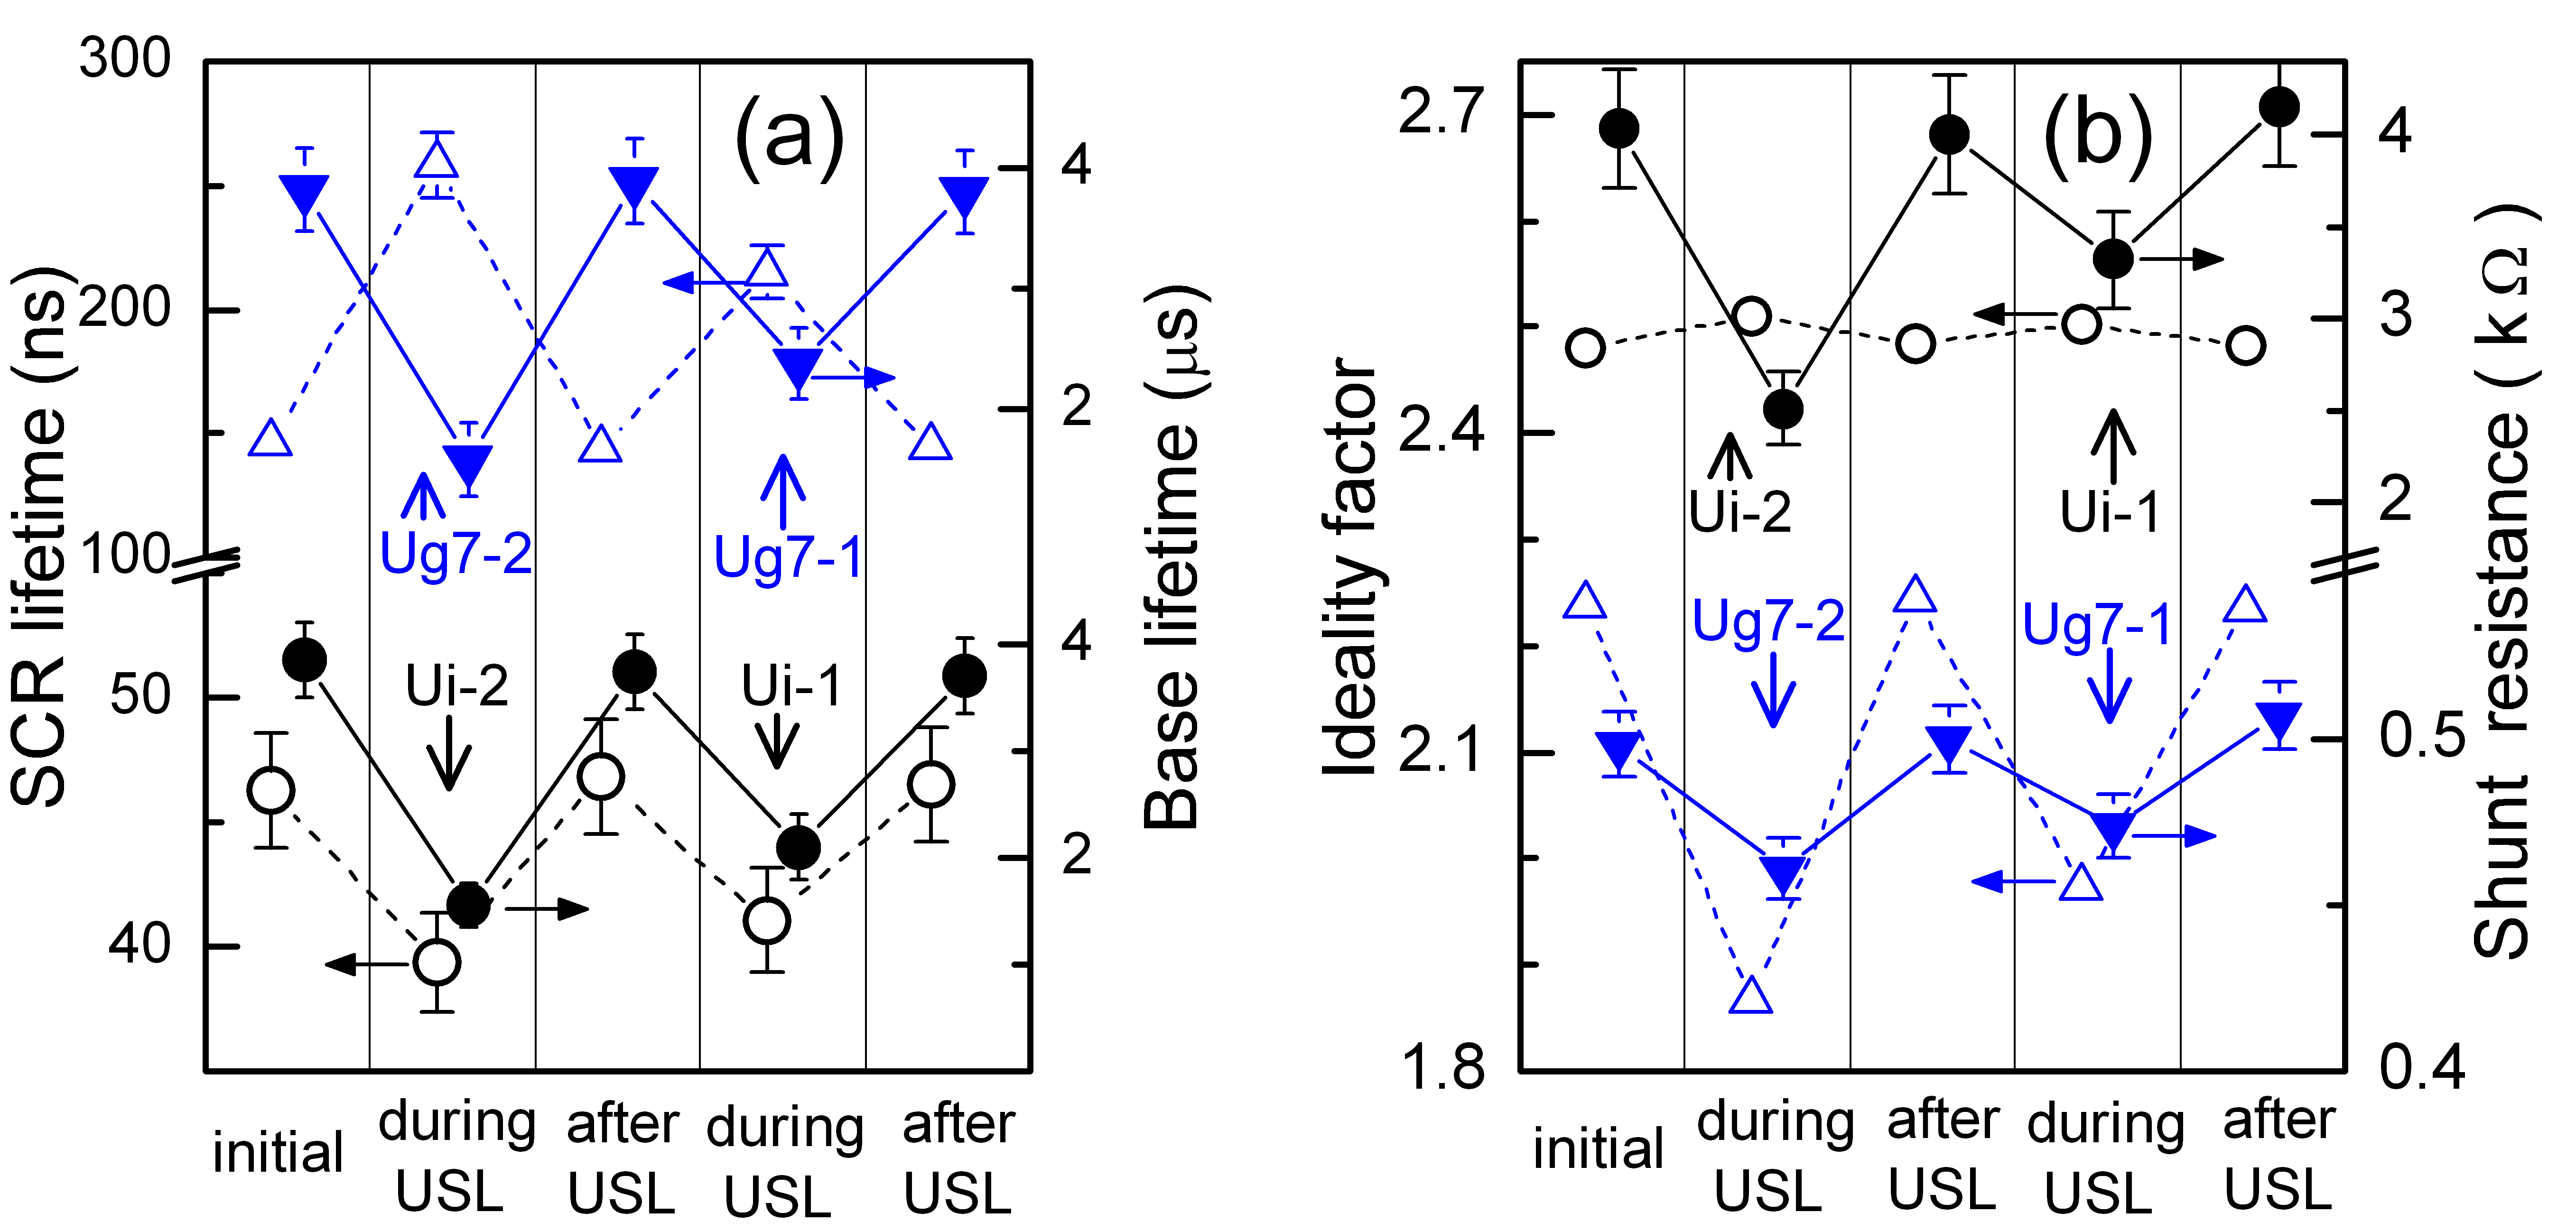 300
200
100
50
40
SCR lifetime (ns)
(a)
4
2
4
2
Base lifetime (μs)
Ug7-2
Ug7-1
Ui-2
Ui-1
initial
during
USL
after
USL
during
USL
after
USL
2.7
2.4
2.1
1.8
Ideality factor
(b)
4
3
2
0.5
0.4
Shunt resistance ( k Ω )
Ui-2
Ui-1
Ug7-2
Ug7-1
initial
during
USL
after
USL
during
USL
after
USL